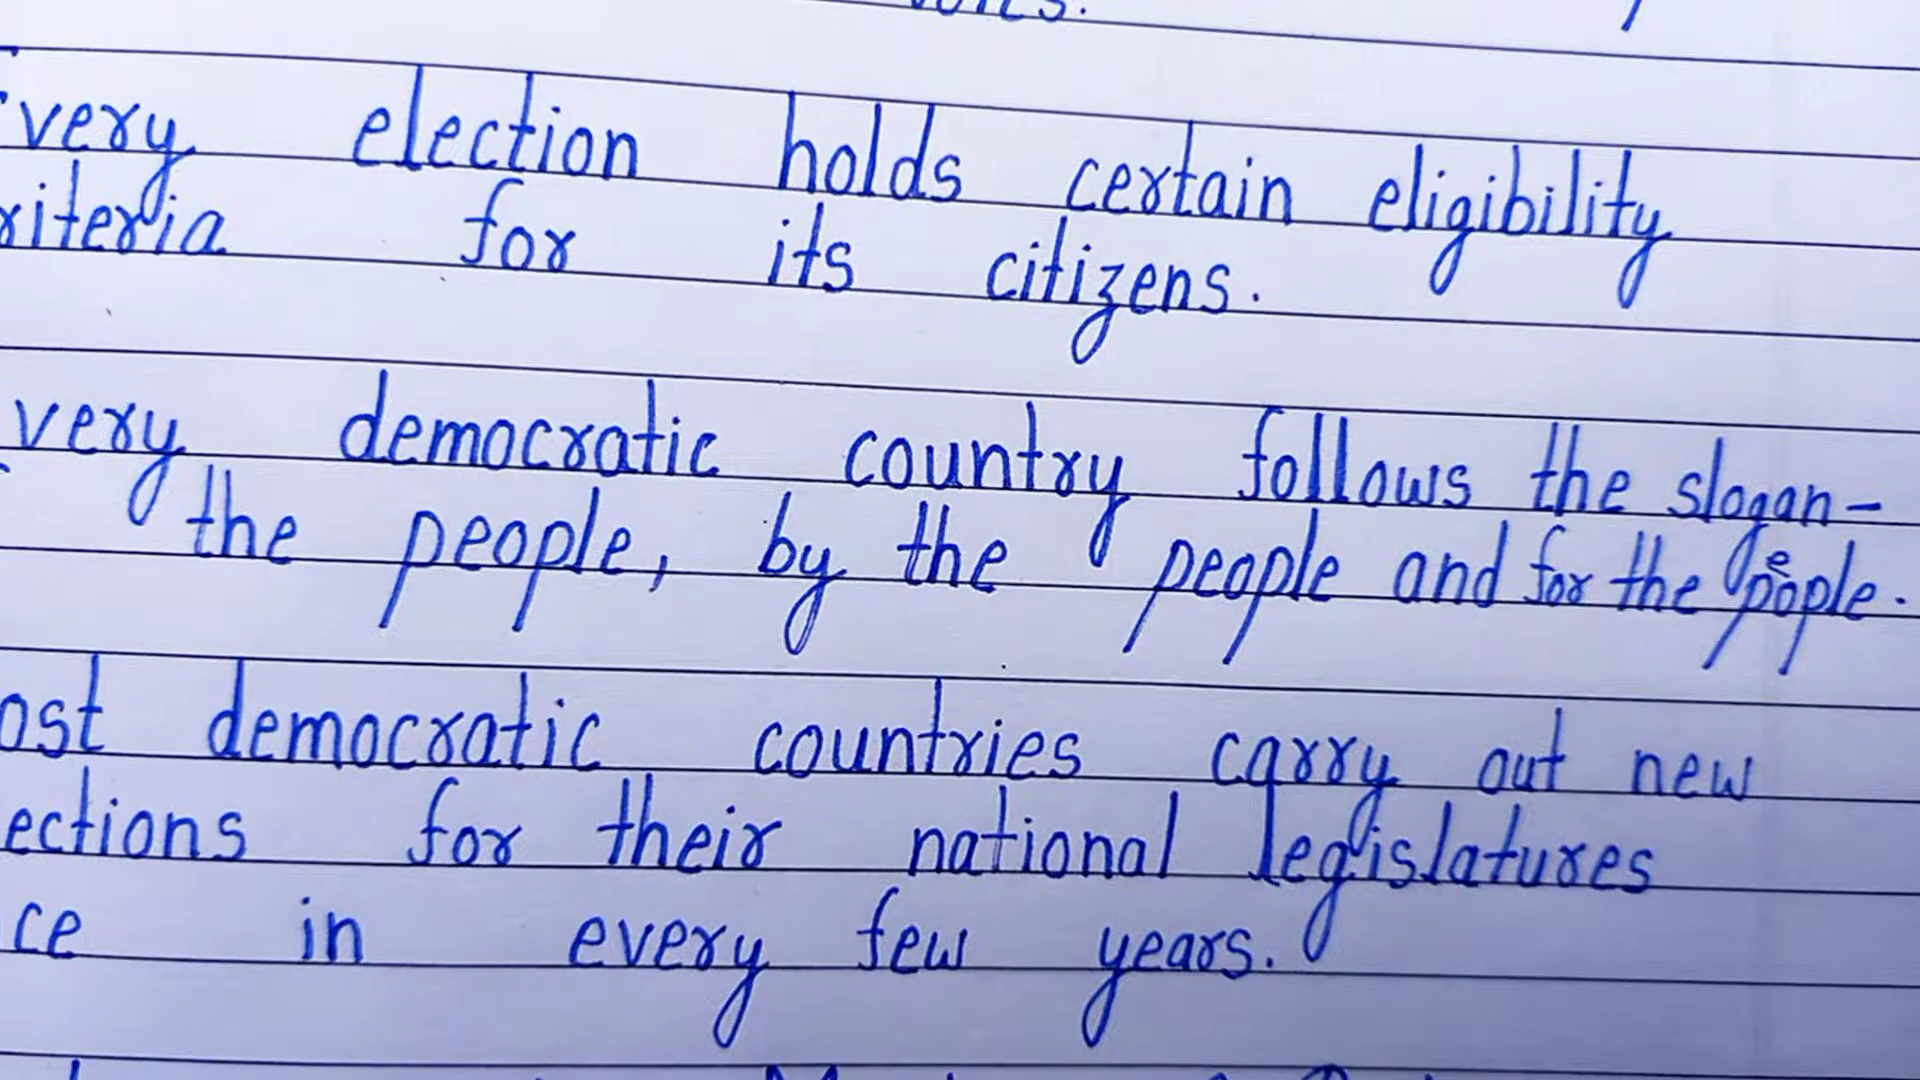 very election holds certain eligibility
riteria for its citizens.
very democratic country follows the slogan-
the people, by the people and for the people.
ost democratic countries carry out new
ections for their national legislatures
ce in every few years.